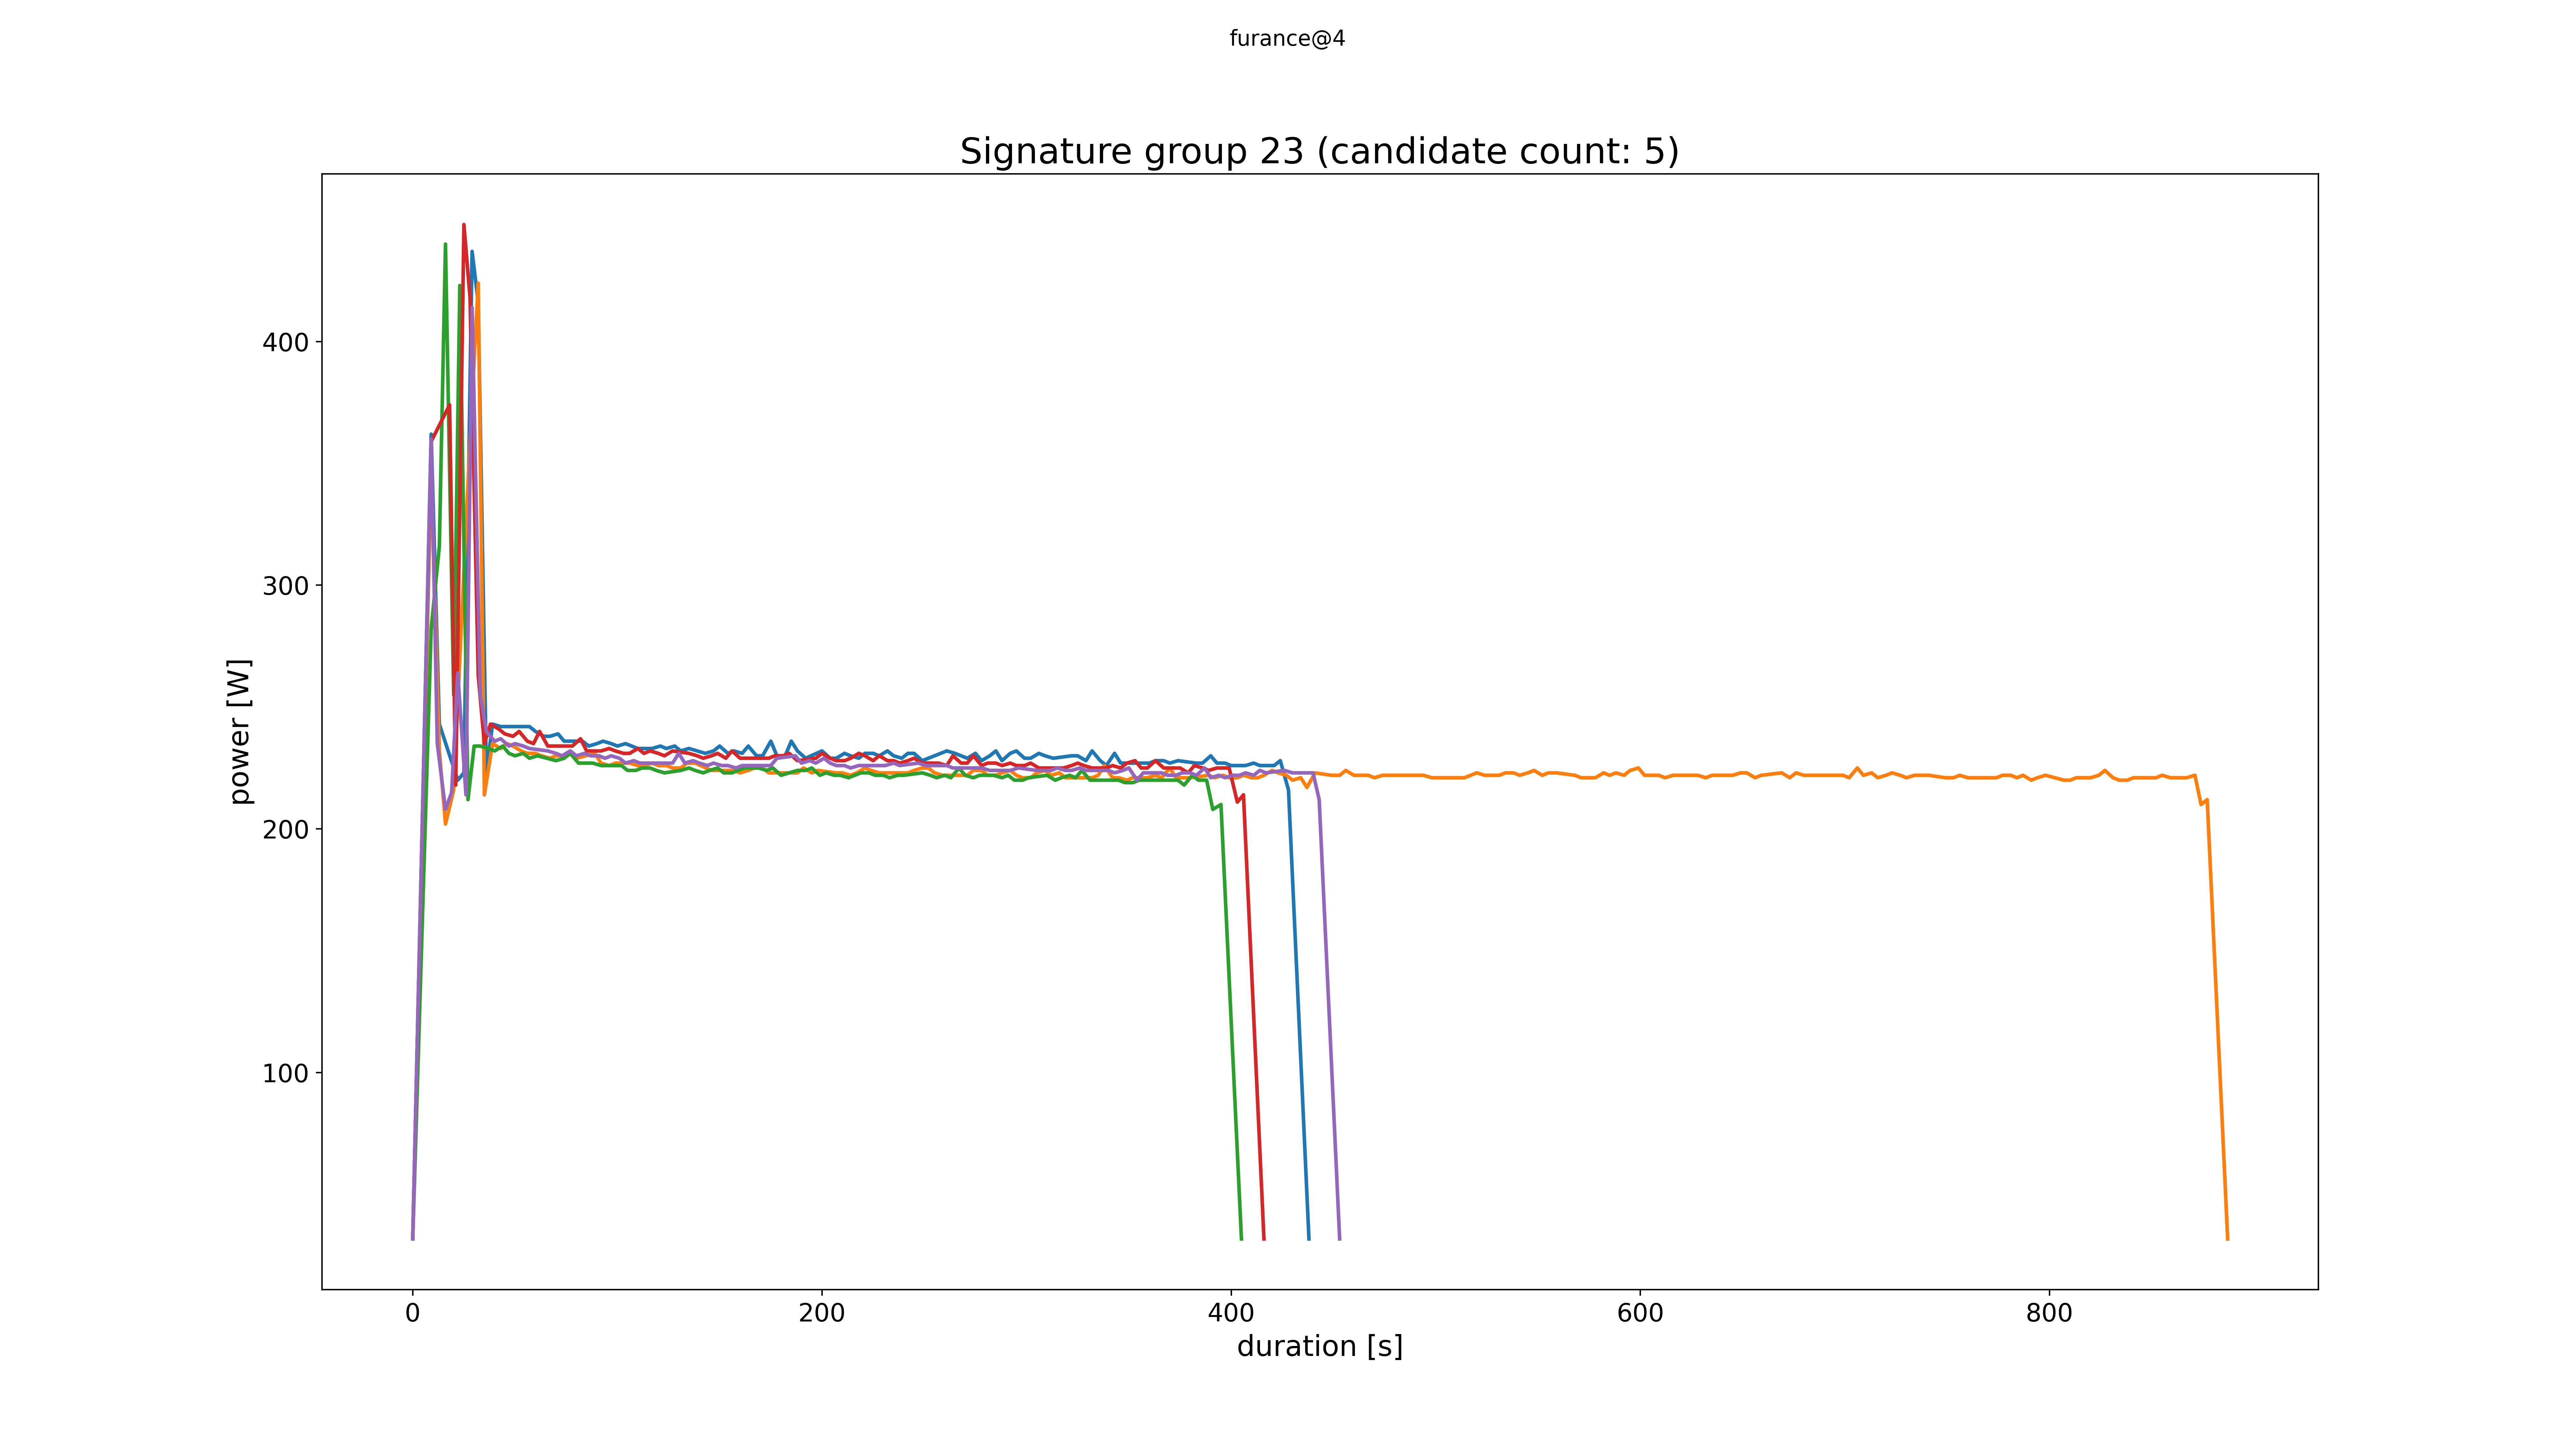 furance@4
Signature group 23 (candidate count: 5)
400
300
200
100
power [W]
0 200 400 600 800
duration [s]